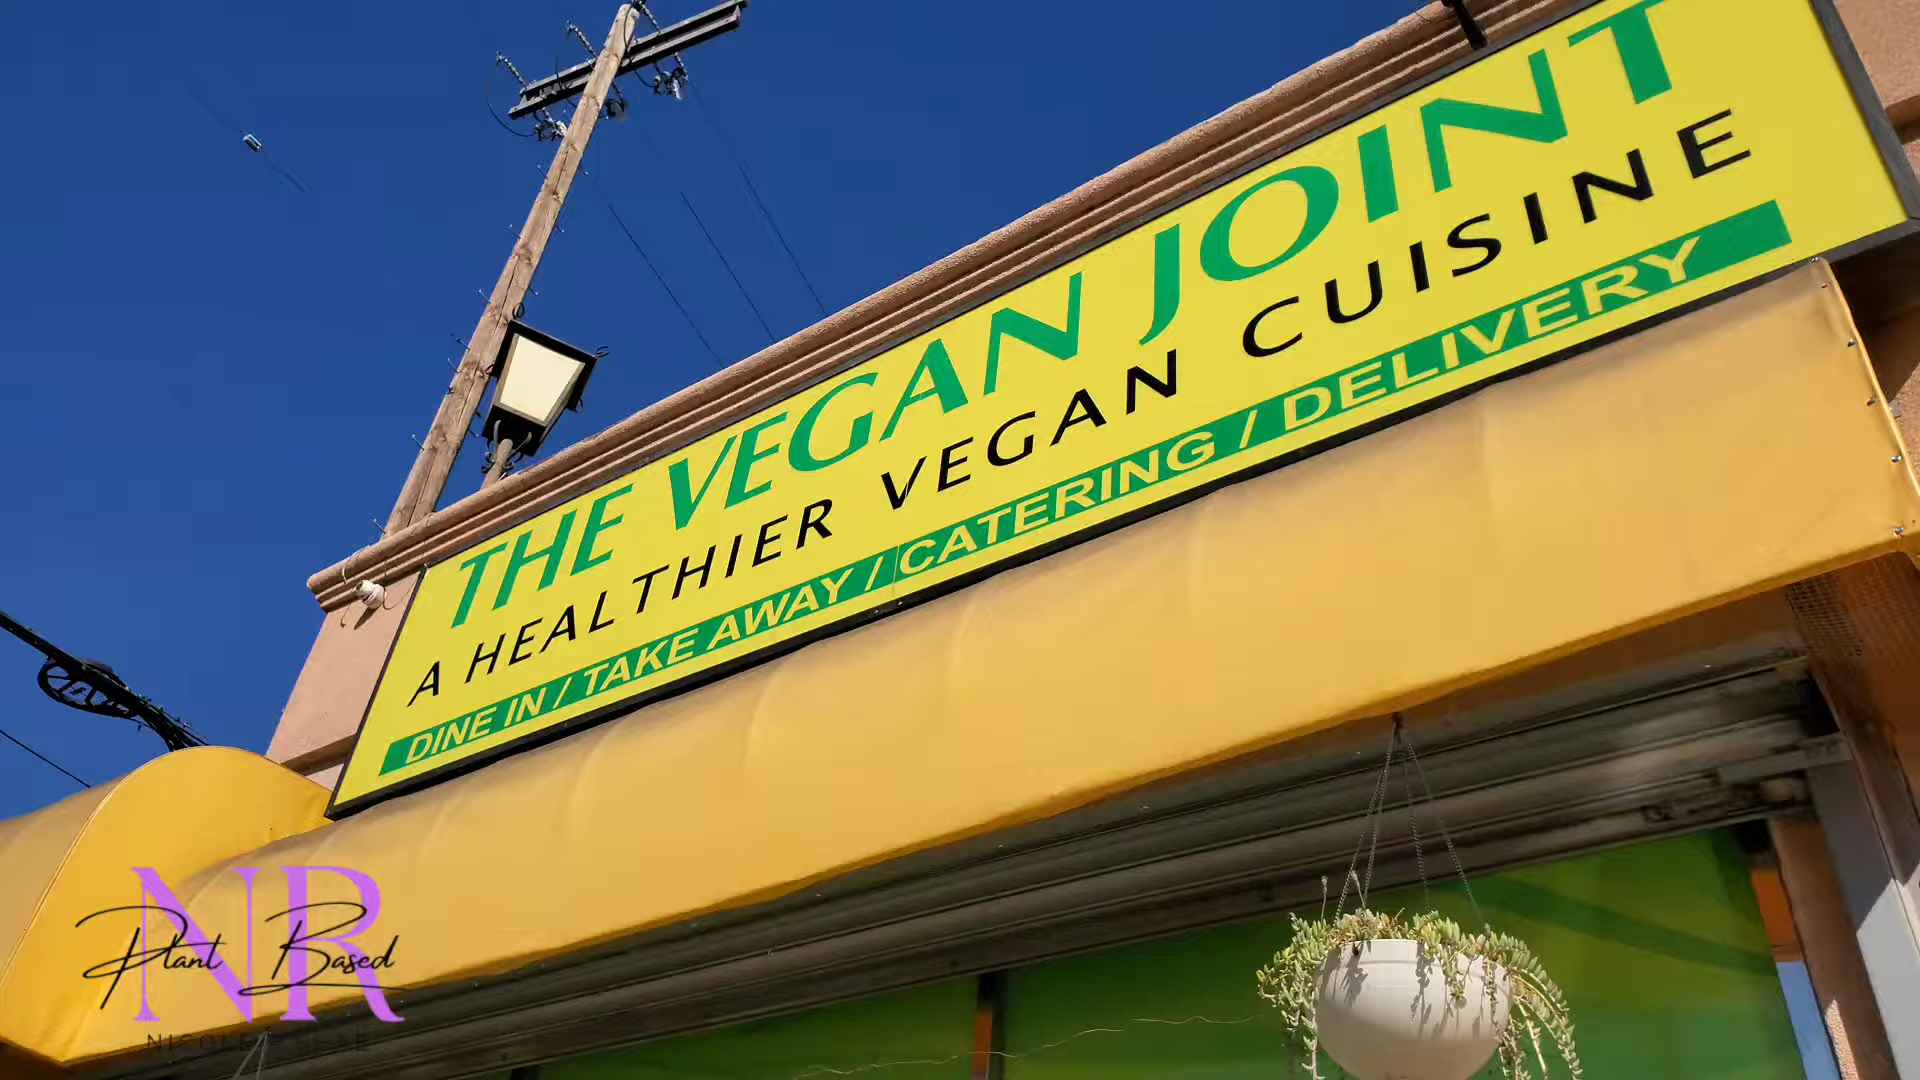 THE VEGAN JOINT
A HEALTHIER VEGAN CUISINE
DINE IN / TAKE AWAY / CATERING / DELIVERY
NR
Plant Based